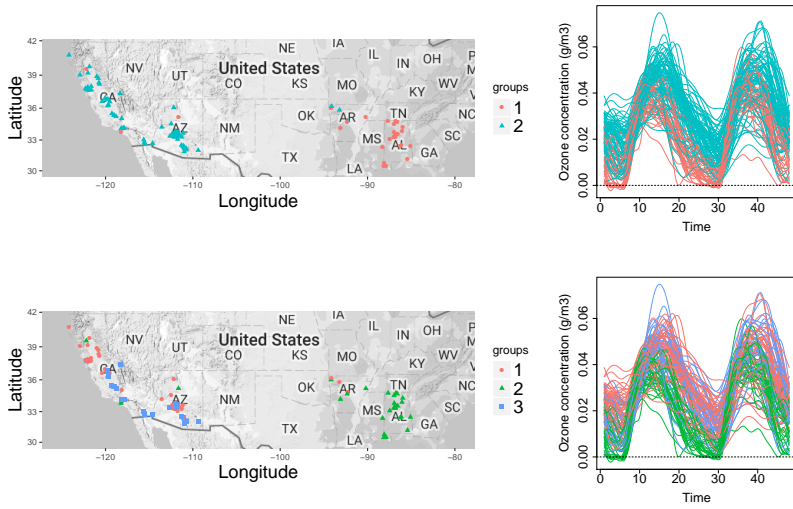 42
39
36
33
30
Latitude
NV
UT
CA
AZ
NM
CO
United States
NE
KS
OK
TX
IA
MO
AR
LA
IL
IN
OH
KY
WV
TN
MS
AL
GA
SC
NC
−120
−110
−100
−90
−80
Longitude
groups
1
2
Ozone concentration (g/m3)
0.00
0.02
0.04
0.06
0
10
20
30
40
Time
42
39
36
33
30
Latitude
NV
UT
CA
AZ
NM
CO
United States
NE
KS
OK
TX
IA
MO
AR
LA
IL
IN
OH
KY
WV
TN
MS
AL
GA
SC
NC
−120
−110
−100
−90
−80
Longitude
groups
1
2
3
Ozone concentration (g/m3)
0.00
0.02
0.04
0.06
0
10
20
30
40
Time